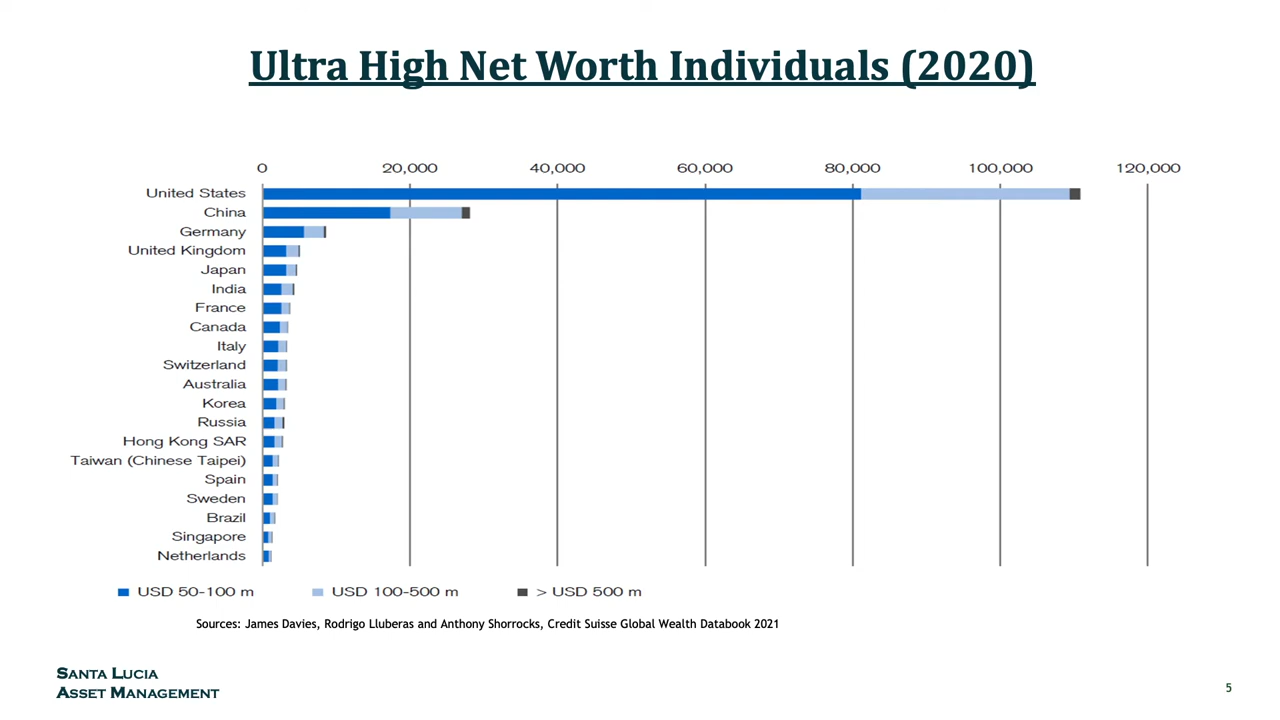 Ultra High Net Worth Individuals (2020)
0 20,000 40,000 60,000 80,000 100,000 120,000
United States
China
Germany
United Kingdom
Japan
India
France
Canada
Italy
Switzerland
Australia
Korea
Russia
Hong Kong SAR
Taiwan (Chinese Taipei)
Spain
Sweden
Brazil
Singapore
Netherlands
USD 50-100 m USD 100-500 m > USD 500 m
Sources: James Davies, Rodrigo Lluberas and Anthony Shorrocks, Credit Suisse Global Wealth Databook 2021
SANTA LUCIA
ASSET MANAGEMENT
5